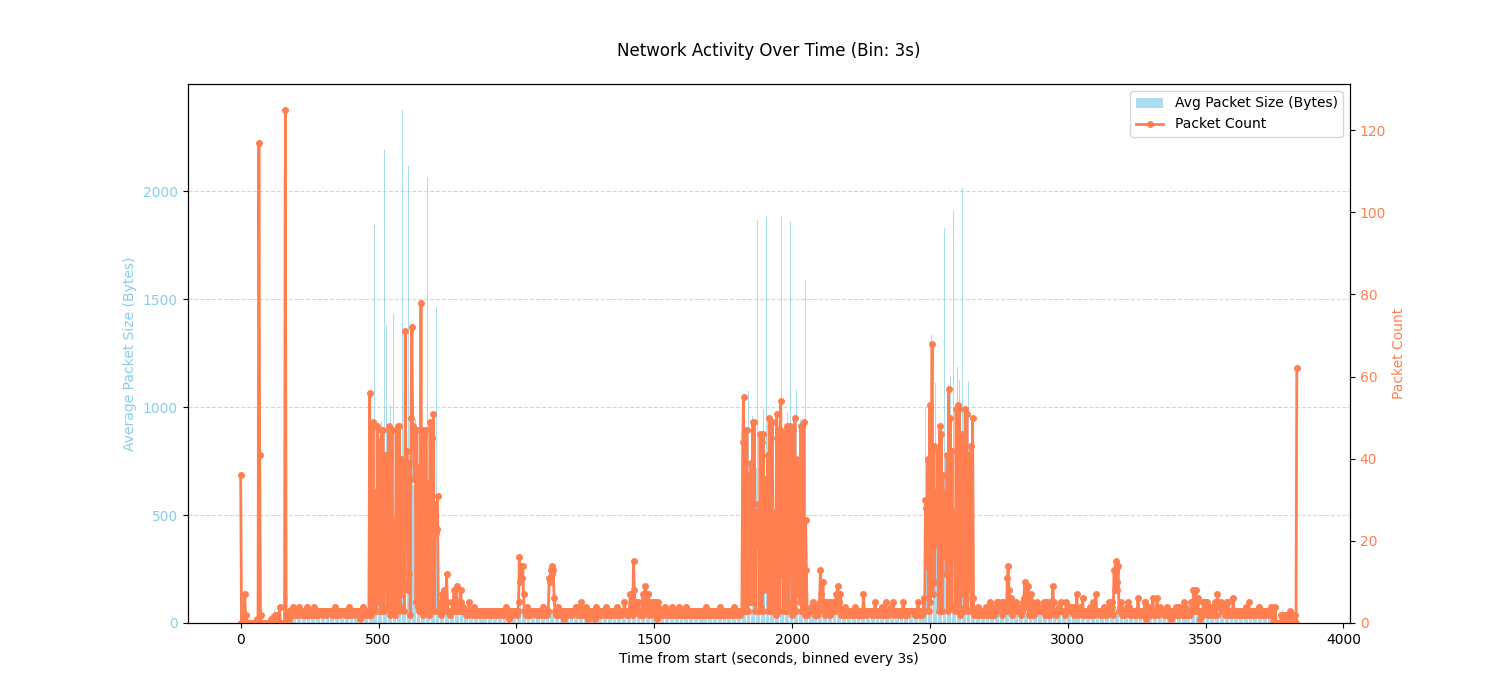 Network Activity Over Time (Bin: 3s)
Avg Packet Size (Bytes)
Packet Count
Average Packet Size (Bytes)
2000
1500
1000
500
0
120
100
80
60
40
20
0
Packet Count
0 500 1000 1500 2000 2500 3000 3500 4000
Time from start (seconds, binned every 3s)